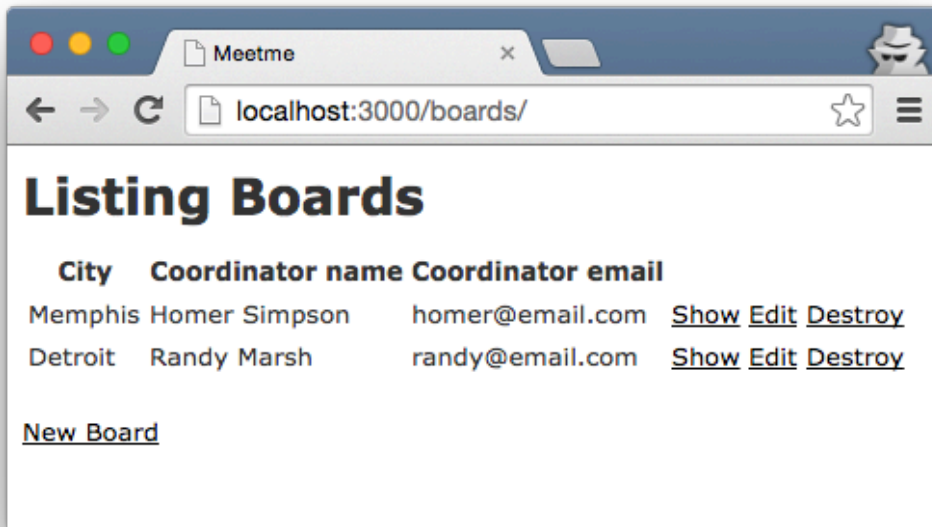 Meetme
localhost:3000/boards/
Listing Boards
City Coordinator name Coordinator email
Memphis Homer Simpson homer@email.com Show Edit Destroy
Detroit Randy Marsh randy@email.com Show Edit Destroy
New Board